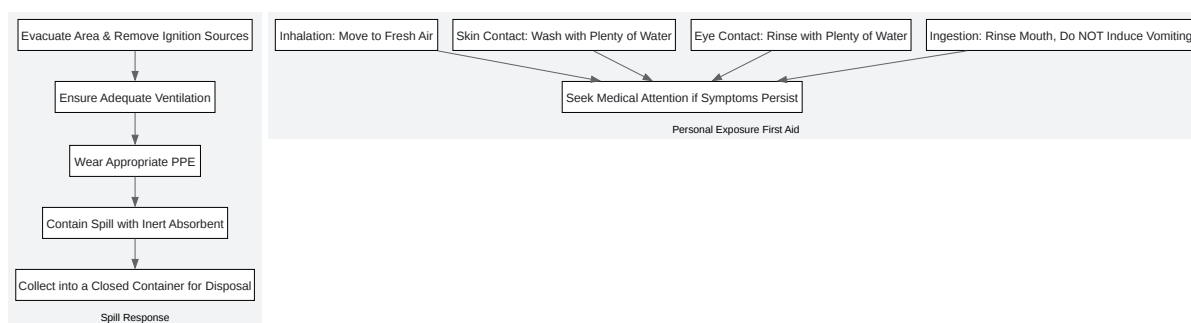 Evacuate Area & Remove Ignition Sources
Ensure Adequate Ventilation
Wear Appropriate PPE
Contain Spill with Inert Absorbent
Collect into a Closed Container for Disposal
Spill Response
Inhalation: Move to Fresh Air
Skin Contact: Wash with Plenty of Water
Eye Contact: Rinse with Plenty of Water
Ingestion: Rinse Mouth, Do NOT Induce Vomiting
Seek Medical Attention if Symptoms Persist
Personal Exposure First Aid